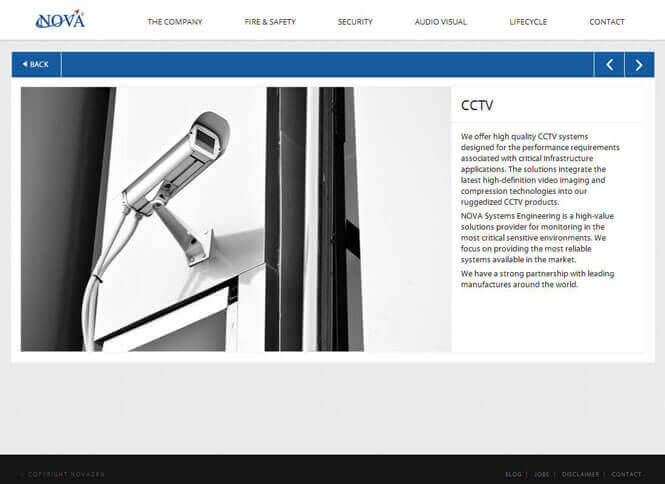 NOVA
THE COMPANY
FIRE & SAFETY
SECURITY
AUDIO VISUAL
LIFECYCLE
CONTACT
BACK
CCTV
We offer high quality CCTV systems
designed for the performance requirements
associated with critical infrastructure
applications. The solutions integrate the
latest high-definition video imaging and
compression technologies into our
ruggedized CCTV products.
NOVA Systems Engineering is a high-value
solutions provider for monitoring in the
most critical sensitive environments. We
focus on providing the most reliable
systems available in the market.
We have a strong partnership with leading
manufactures around the world.
© COPYRIGHT NOVAZRH
BLOG | JOBS | DISCLAIMER | CONTACT